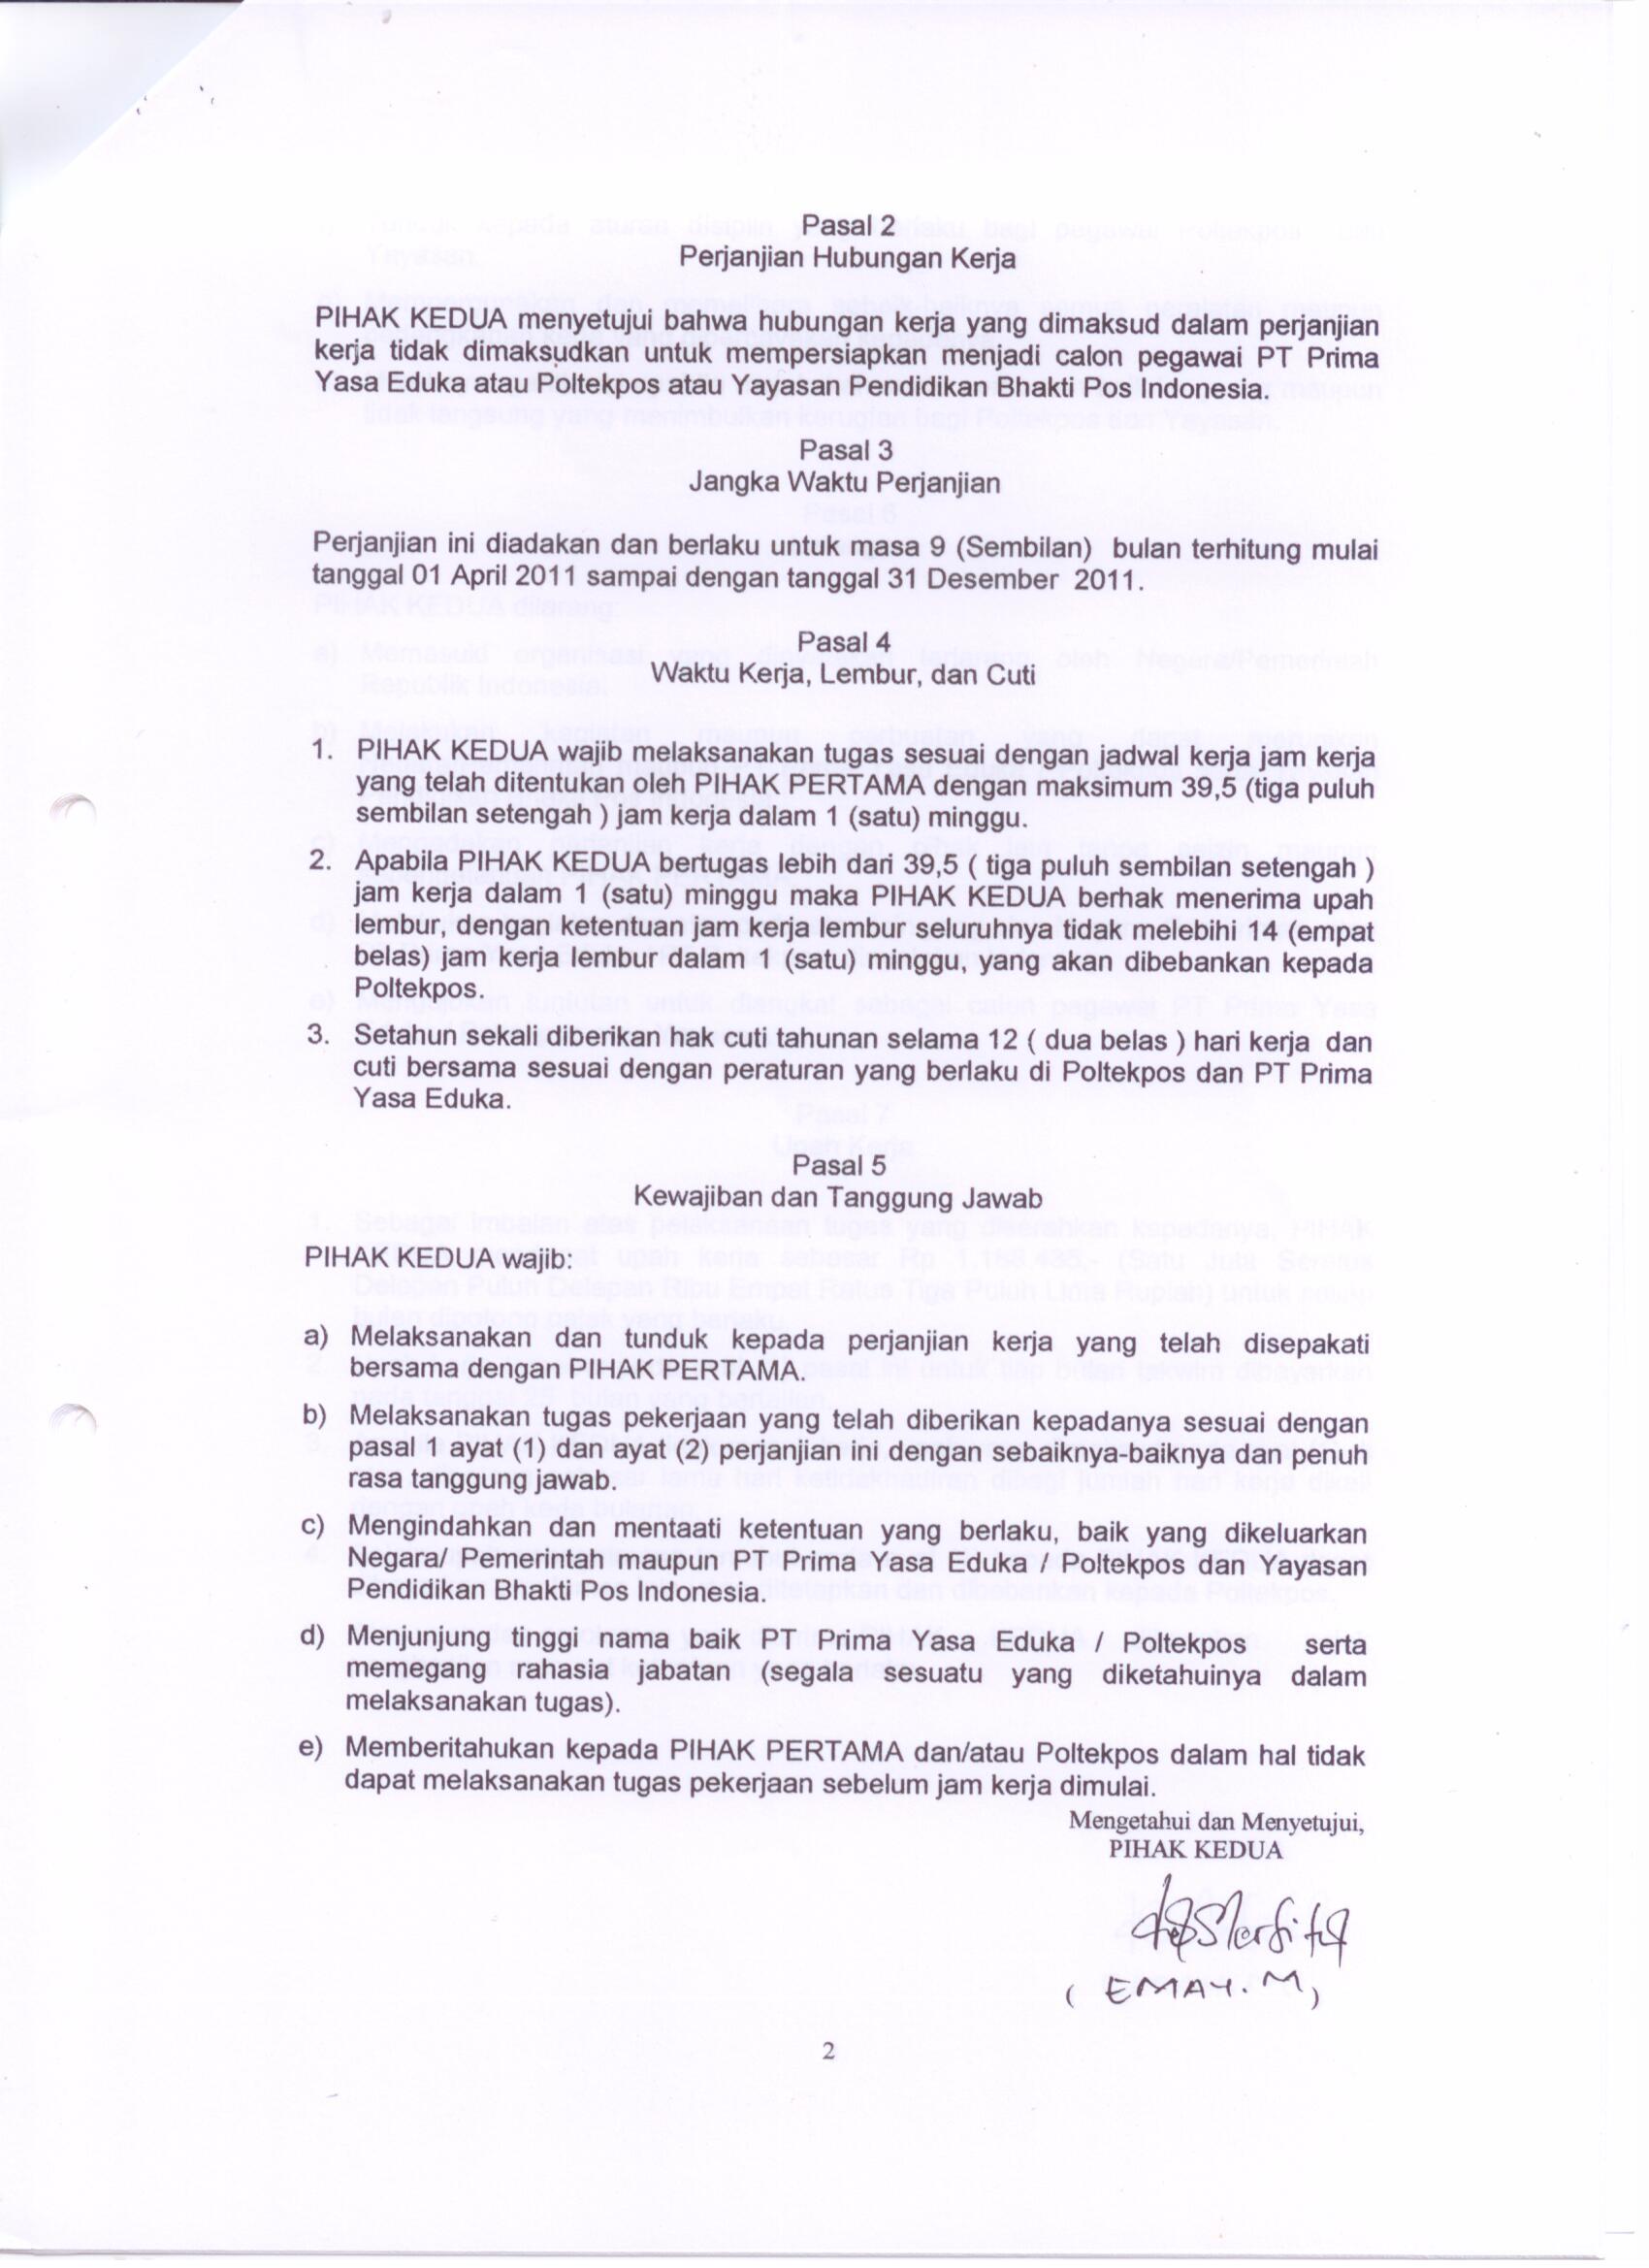 Pasal 2
Perjanjian Hubungan Kerja
PIHAK KEDUA menyetujui bahwa hubungan kerja yang dimaksud dalam perjanjian
kerja tidak dimaksudkan untuk mempersiapkan menjadi calon pegawai PT Prima
Yasa Eduka atau Poltekpos atau Yayasan Pendidikan Bhakti Pos Indonesia.
Pasal 3
Jangka Waktu Perjanjian
Perjanjian ini diadakan dan berlaku untuk masa 9 (Sembilan) bulan terhitung mulai
tanggal 01 April 2011 sampai dengan tanggal 31 Desember 2011.
Pasal 4
Waktu Kerja, Lembur, dan Cuti
1. PIHAK KEDUA wajib melaksanakan tugas sesuai dengan jadwal kerja jam kerja
yang telah ditentukan oleh PIHAK PERTAMA dengan maksimum 39,5 (tiga puluh
sembilan setengah ) jam kerja dalam 1 (satu) minggu.
2. Apabila PIHAK KEDUA bertugas lebih dari 39,5 ( tiga puluh sembilan setengah )
jam kerja dalam 1 (satu) minggu maka PIHAK KEDUA berhak menerima upah
lembur, dengan ketentuan jam kerja lembur seluruhnya tidak melebihi 14 (empat
belas) jam kerja lembur dalam 1 (satu) minggu, yang akan dibebankan kepada
Poltekpos.
3. Setahun sekali diberikan hak cuti tahunan selama 12 ( dua belas ) hari kerja dan
cuti bersama sesuai dengan peraturan yang berlaku di Poltekpos dan PT Prima
Yasa Eduka.
Pasal 5
Kewajiban dan Tanggung Jawab
PIHAK KEDUA wajib:
a) Melaksanakan dan tunduk kepada perjanjian kerja yang telah disepakati
bersama dengan PIHAK PERTAMA.
b) Melaksanakan tugas pekerjaan yang telah diberikan kepadanya sesuai dengan
pasal 1 ayat (1) dan ayat (2) perjanjian ini dengan sebaiknya-baiknya dan penuh
rasa tanggung jawab.
c) Mengindahkan dan mentaati ketentuan yang berlaku, baik yang dikeluarkan
Negara/ Pemerintah maupun PT Prima Yasa Eduka / Poltekpos dan Yayasan
Pendidikan Bhakti Pos Indonesia.
d) Menjunjung tinggi nama baik PT Prima Yasa Eduka / Poltekpos serta
memegang rahasia jabatan (segala sesuatu yang diketahuinya dalam
melaksanakan tugas).
e) Memberitahukan kepada PIHAK PERTAMA dan/atau Poltekpos dalam hal tidak
dapat melaksanakan tugas pekerjaan sebelum jam kerja dimulai.
Mengetahui dan Menyetujui,
PIHAK KEDUA
( EMAY. M )
2